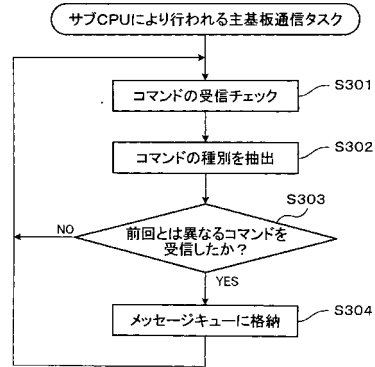 サブCPUにより行われる主基板通信タスク
コマンドの受信チェック
S301
コマンドの種別を抽出
S302
S303
前回とは異なるコマンドを
受信したか？
NO
YES
メッセージキューに格納
S304